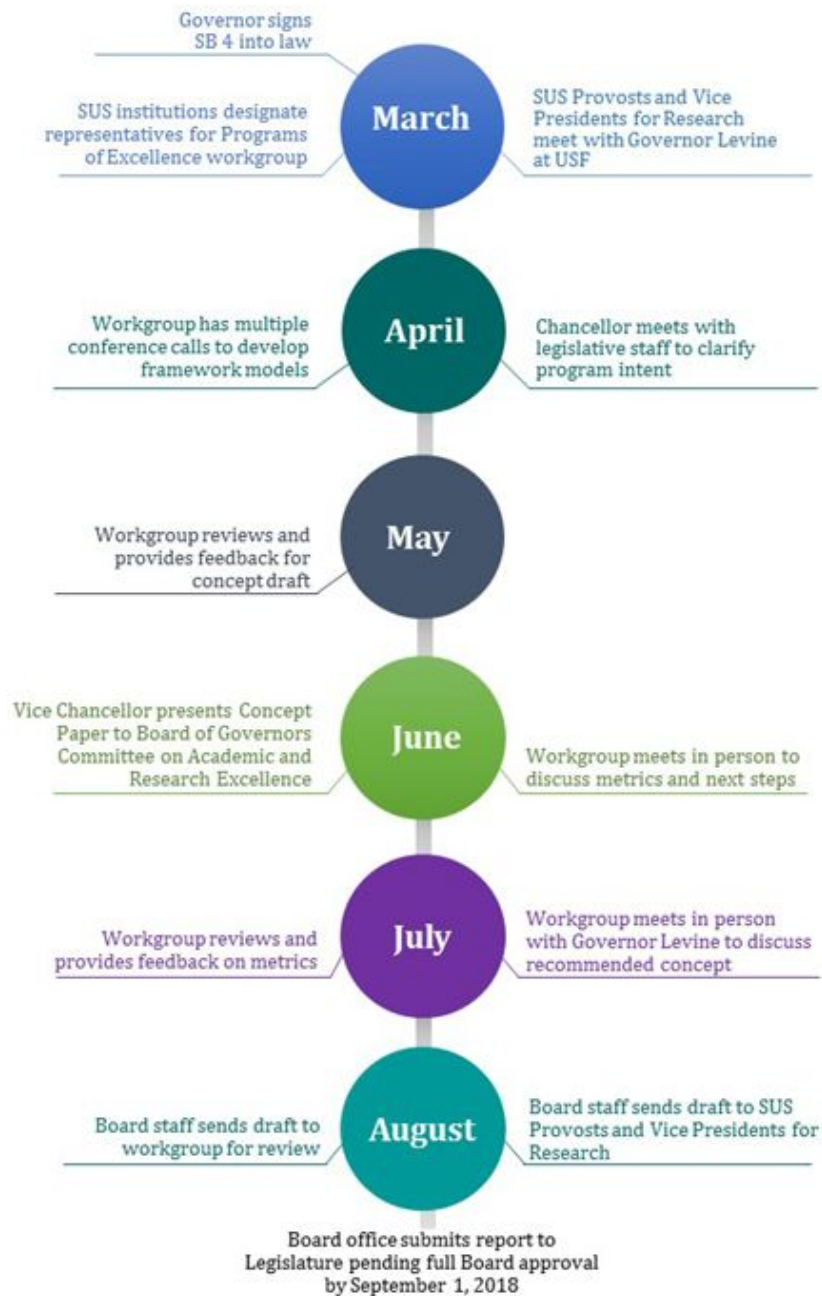 Governor signs
SB 4 into law
SUS institutions designate
representatives for Programs
of Excellence workgroup
March
SUS Provosts and Vice
Presidents for Research
meet with Governor Levine
at USF
Workgroup has multiple
conference calls to develop
framework models
April
Chancellor meets with
legislative staff to clarify
program intent
Workgroup reviews and
provides feedback for
concept draft
May
Vice Chancellor presents Concept
Paper to Board of Governors
Committee on Academic and
Research Excellence
June
Workgroup meets in person to
discuss metrics and next steps
Workgroup reviews and
provides feedback on metrics
July
Workgroup meets in person
with Governor Levine to discuss
recommended concept
Board staff sends draft to
workgroup for review
August
Board staff sends draft to SUS
Provosts and Vice Presidents for
Research
Board office submits report to
Legislature pending full Board approval
by September 1, 2018